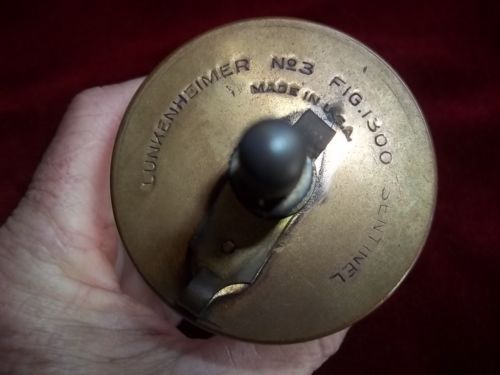 LUNKENHEIMER No3 FIG.1300 SENTINEL
MADE IN U.S.A.